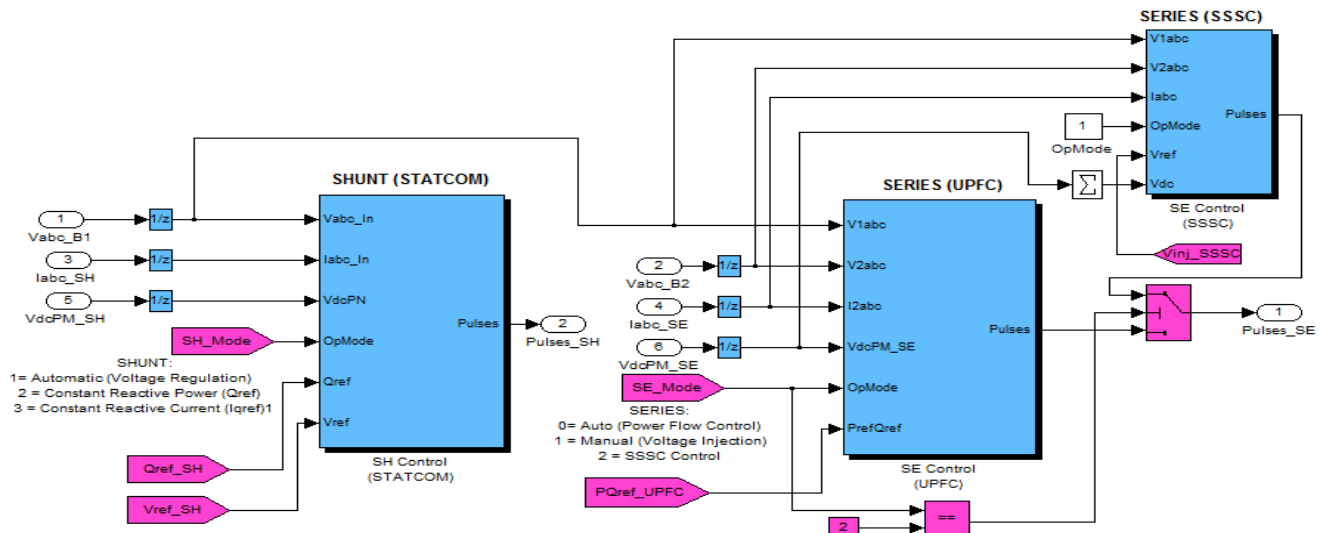 SERIES (SSSC)
V1abc
V2abc
Iabc
Pulses
1
OpMode
OpMode
Vref
Vdc
Σ
SE Control
(SSSC)
Vinj_SSSC
SHUNT (STATCOM)
1
1/z
Vabc_In
Vabc_B1
3
1/z
Iabc_In
Iabc_SH
5
1/z
VdcPN
VdcPM_SH
Pulses
2
Pulses_SH
SH_Mode
OpMode
SHUNT:
1= Automatic (Voltage Regulation)
2 = Constant Reactive Power (Qref)
3 = Constant Reactive Current (Iqref)1
Qref
Vref
SH Control
(STATCOM)
Qref_SH
Vref_SH
SERIES (UPFC)
V1abc
2
1/z
V2abc
Vabc_B2
4
1/z
I2abc
Iabc_SE
6
1/z
VdcPM_SE
VdcPM_SE
Pulses
1
Pulses_SE
SE_Mode
OpMode
SERIES:
0= Auto (Power Flow Control)
1 = Manual (Voltage Injection)
2 = SSSC Control
PrefQref
SE Control
(UPFC)
PQref_UPFC
2
==